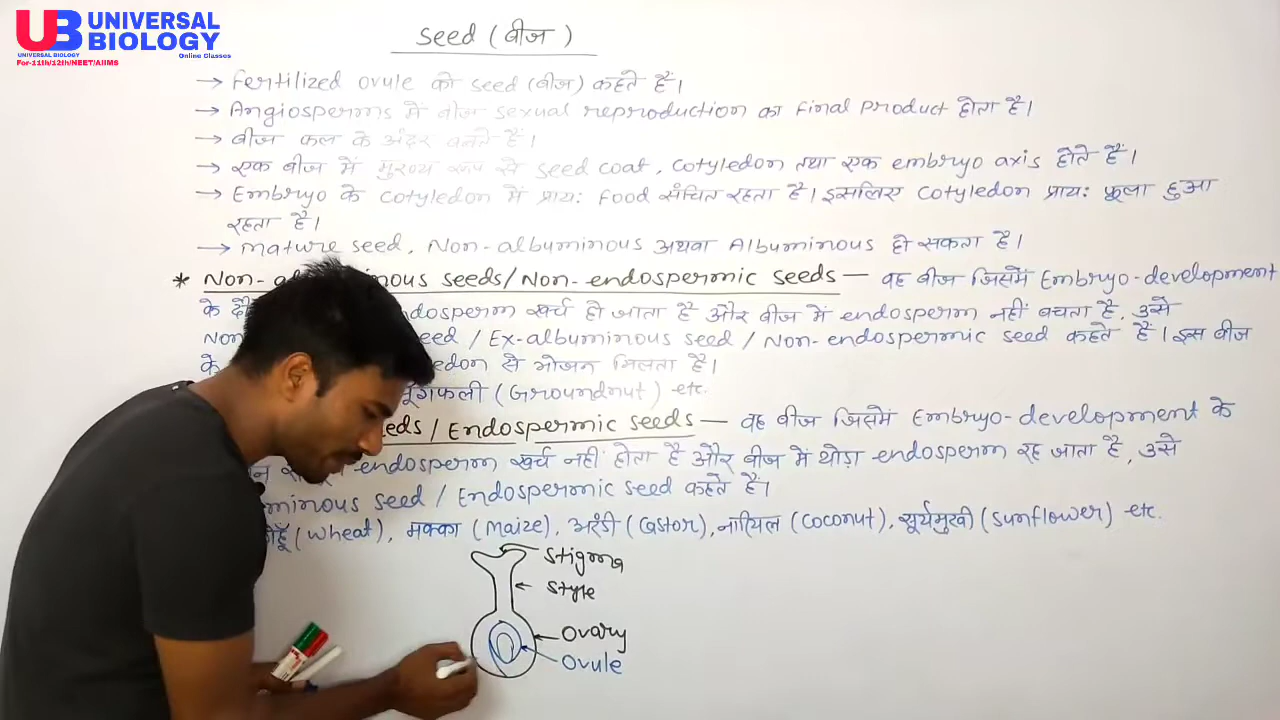 UB UNIVERSAL BIOLOGY
UNIVERSAL BIOLOGY Online Classes
For-11th/12th/NEET/AIIMS
Seed (बीज)
→ Fertilized ovule को seed (बीज) कहते हैं।
→ Angiosperms में बीज sexual reproduction का Final Product होता है।
→ बीज फल के अंदर बनते हैं।
→ एक बीज में मुख्य रूप से seed coat, cotyledon तथा एक embryo axis होते हैं।
→ Embryo के cotyledon में प्रायः Food संचित रहता है। इसलिए cotyledon प्रायः फूला हुआ
रहता है।
→ mature seed, Non-albuminous अथवा Albuminous हो सकता है।
* Non- minous seeds/Non-endospermic seeds — वह बीज जिसमें Embryo-development
के dosperm खर्च हो जाता है और बीज में endosperm नहीं बचता है, उसे
Non eed / Ex-albuminous seed / Non-endospermic seed कहते हैं। इस बीज
के edon से भोजन मिलता है।
ूंगफली (Groundnut) etc.
eds / Endospermic seeds — वह बीज जिसमें Embryo-development के
endosperm खर्च नहीं होता है और बीज में थोड़ा endosperm रह जाता है, उसे
minous seed / Endospermic seed कहते हैं।
गेहूँ (wheat), मक्का (Maize), अरंडी (Castor), नारियल (Coconut), सूर्यमुखी (Sunflower) etc.
Stigma
Style
Ovary
Ovule